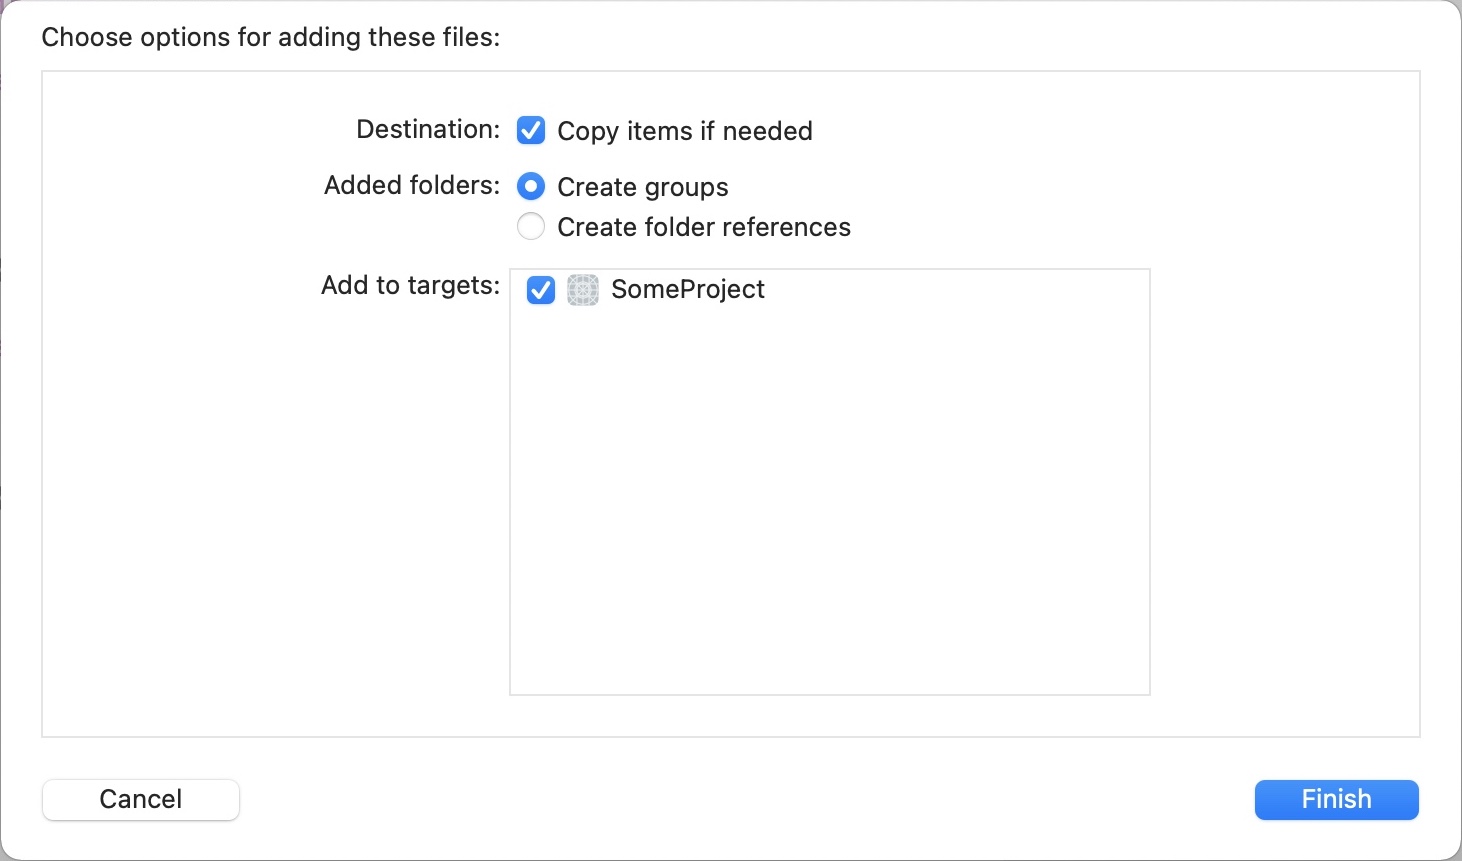 Choose options for adding these files:
Destination: Copy items if needed
Added folders: Create groups
Create folder references
Add to targets: SomeProject
Cancel Finish